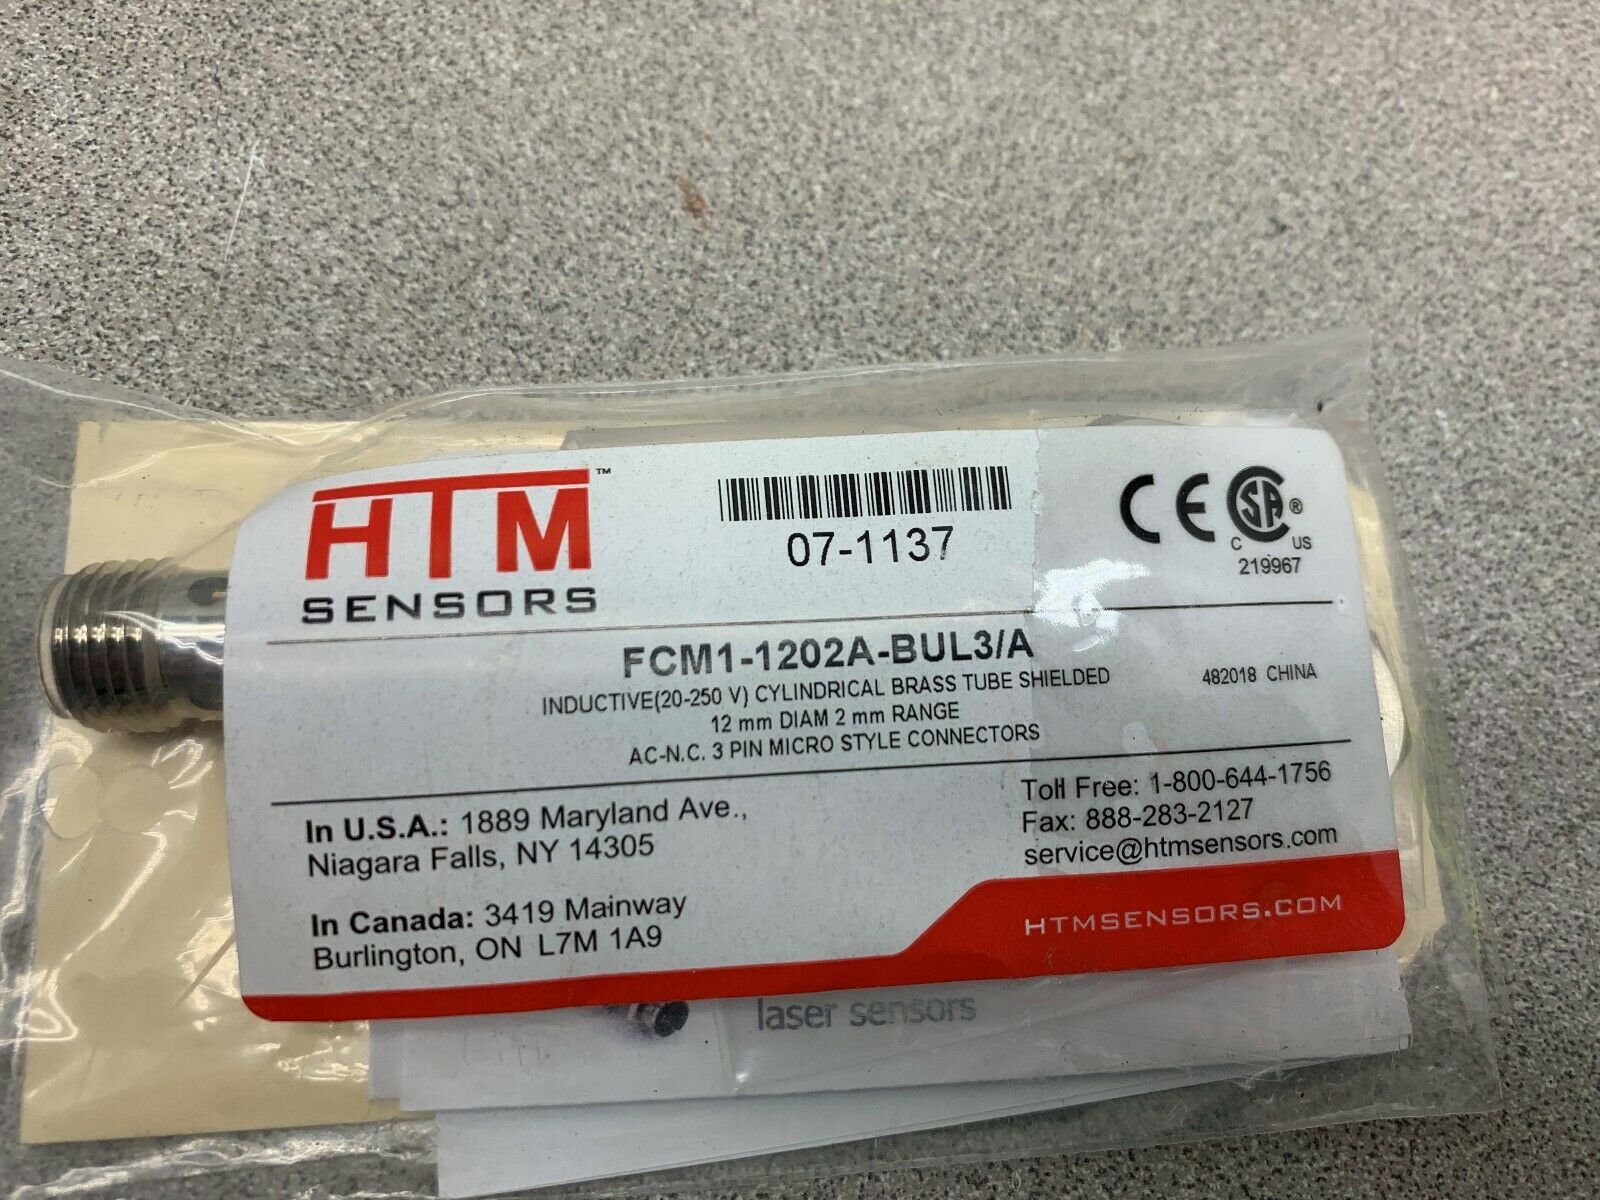 HTM™
SENSORS
07-1137
CE CSA®
C US
219967
FCM1-1202A-BUL3/A
INDUCTIVE(20-250 V) CYLINDRICAL BRASS TUBE SHIELDED
482018 CHINA
12 mm DIAM 2 mm RANGE
AC-N.C. 3 PIN MICRO STYLE CONNECTORS
In U.S.A.: 1889 Maryland Ave.,
Niagara Falls, NY 14305
In Canada: 3419 Mainway
Burlington, ON L7M 1A9
Toll Free: 1-800-644-1756
Fax: 888-283-2127
service@htmsensors.com
HTMSENSORS.COM
laser sensors